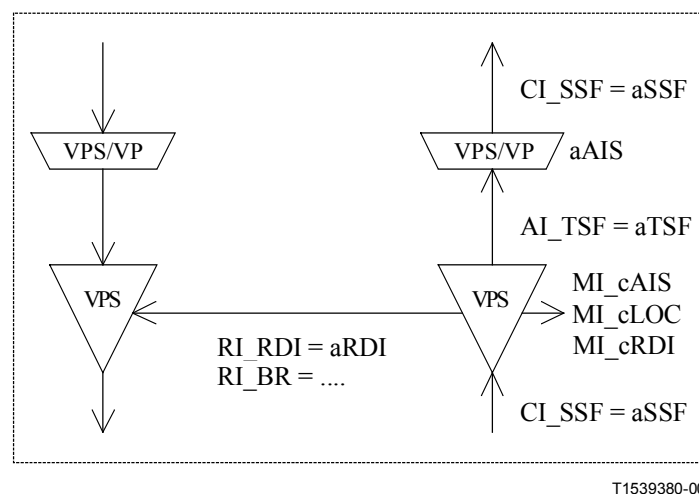 CI_SSF = aSSF
VPS/VP
VPS/VP
aAIS
AI_TSF = aTSF
VPS
VPS
MI_cAIS
MI_cLOC
MI_cRDI
RI_RDI = aRDI
RI_BR = ....
CI_SSF = aSSF